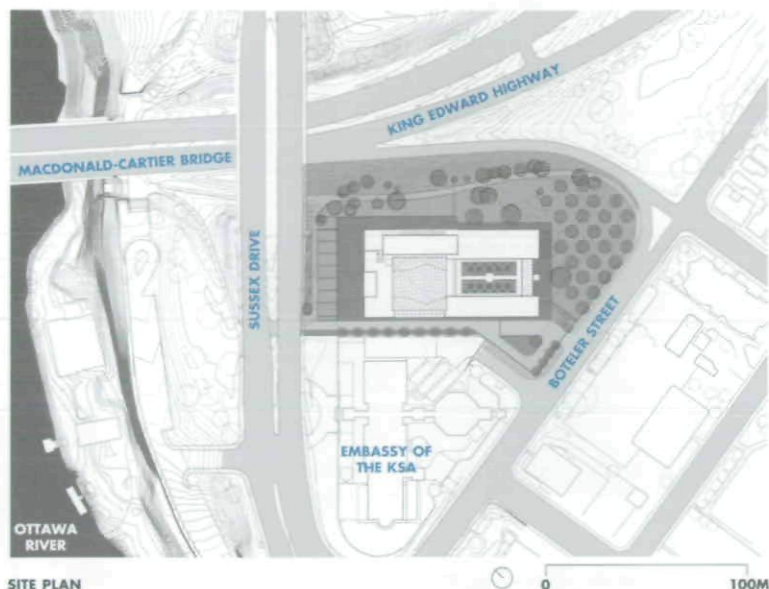 KING EDWARD HIGHWAY
MACDONALD-CARTIER BRIDGE
SUSSEX DRIVE
BOTELER STREET
EMBASSY OF
THE KSA
OTTAWA
RIVER
SITE PLAN
0
100M